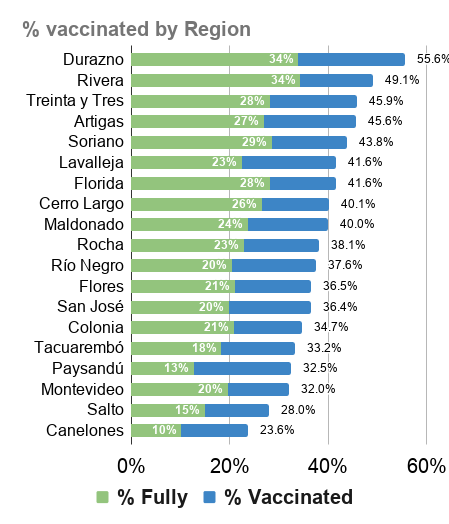 % vaccinated by Region
Durazno 34% 55.6%
Rivera 34% 49.1%
Treinta y Tres 28% 45.9%
Artigas 27% 45.6%
Soriano 29% 43.8%
Lavalleja 23% 41.6%
Florida 28% 41.6%
Cerro Largo 26% 40.1%
Maldonado 24% 40.0%
Rocha 23% 38.1%
Río Negro 20% 37.6%
Flores 21% 36.5%
San José 20% 36.4%
Colonia 21% 34.7%
Tacuarembó 18% 33.2%
Paysandú 13% 32.5%
Montevideo 20% 32.0%
Salto 15% 28.0%
Canelones 10% 23.6%
0% 20% 40% 60%
% Fully % Vaccinated